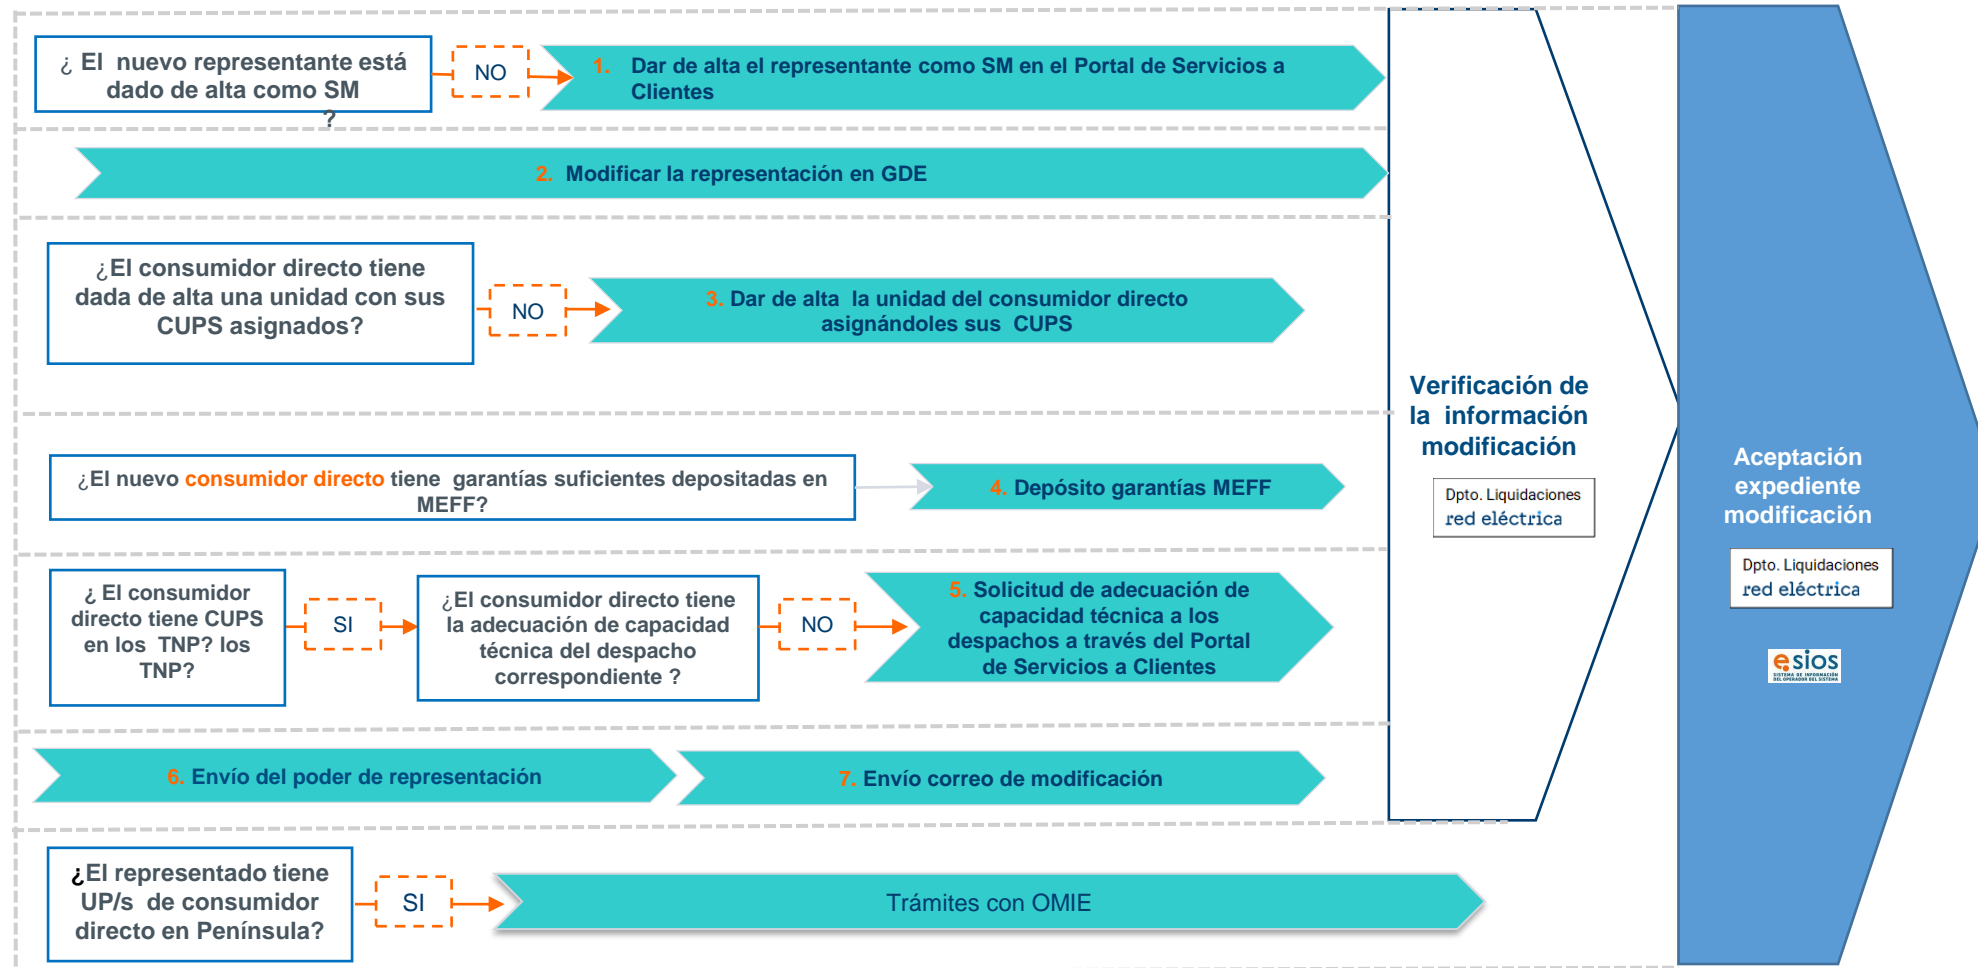 ¿ El nuevo representante está
dado de alta como SM
?
NO
1. Dar de alta el representante como SM en el Portal de Servicios a
Clientes
2. Modificar la representación en GDE
¿El consumidor directo tiene
dada de alta una unidad con sus
CUPS asignados?
NO
3. Dar de alta la unidad del consumidor directo
asignándoles sus CUPS
¿El nuevo consumidor directo tiene garantías suficientes depositadas en
MEFF?
4. Depósito garantías MEFF
¿ El consumidor
directo tiene CUPS
en los TNP? los
TNP?
SI
¿El consumidor directo tiene
la adecuación de capacidad
técnica del despacho
correspondiente ?
NO
5. Solicitud de adecuación de
capacidad técnica a los
despachos a través del Portal
de Servicios a Clientes
6. Envío del poder de representación
7. Envío correo de modificación
¿El representado tiene
UP/s de consumidor
directo en Península?
SI
Trámites con OMIE
Verificación de
la información
modificación
Dpto. Liquidaciones
red eléctrica
Aceptación
expediente
modificación
Dpto. Liquidaciones
red eléctrica
esios
SISTEMA DE INFORMACIÓN
DEL OPERADOR DEL SISTEMA